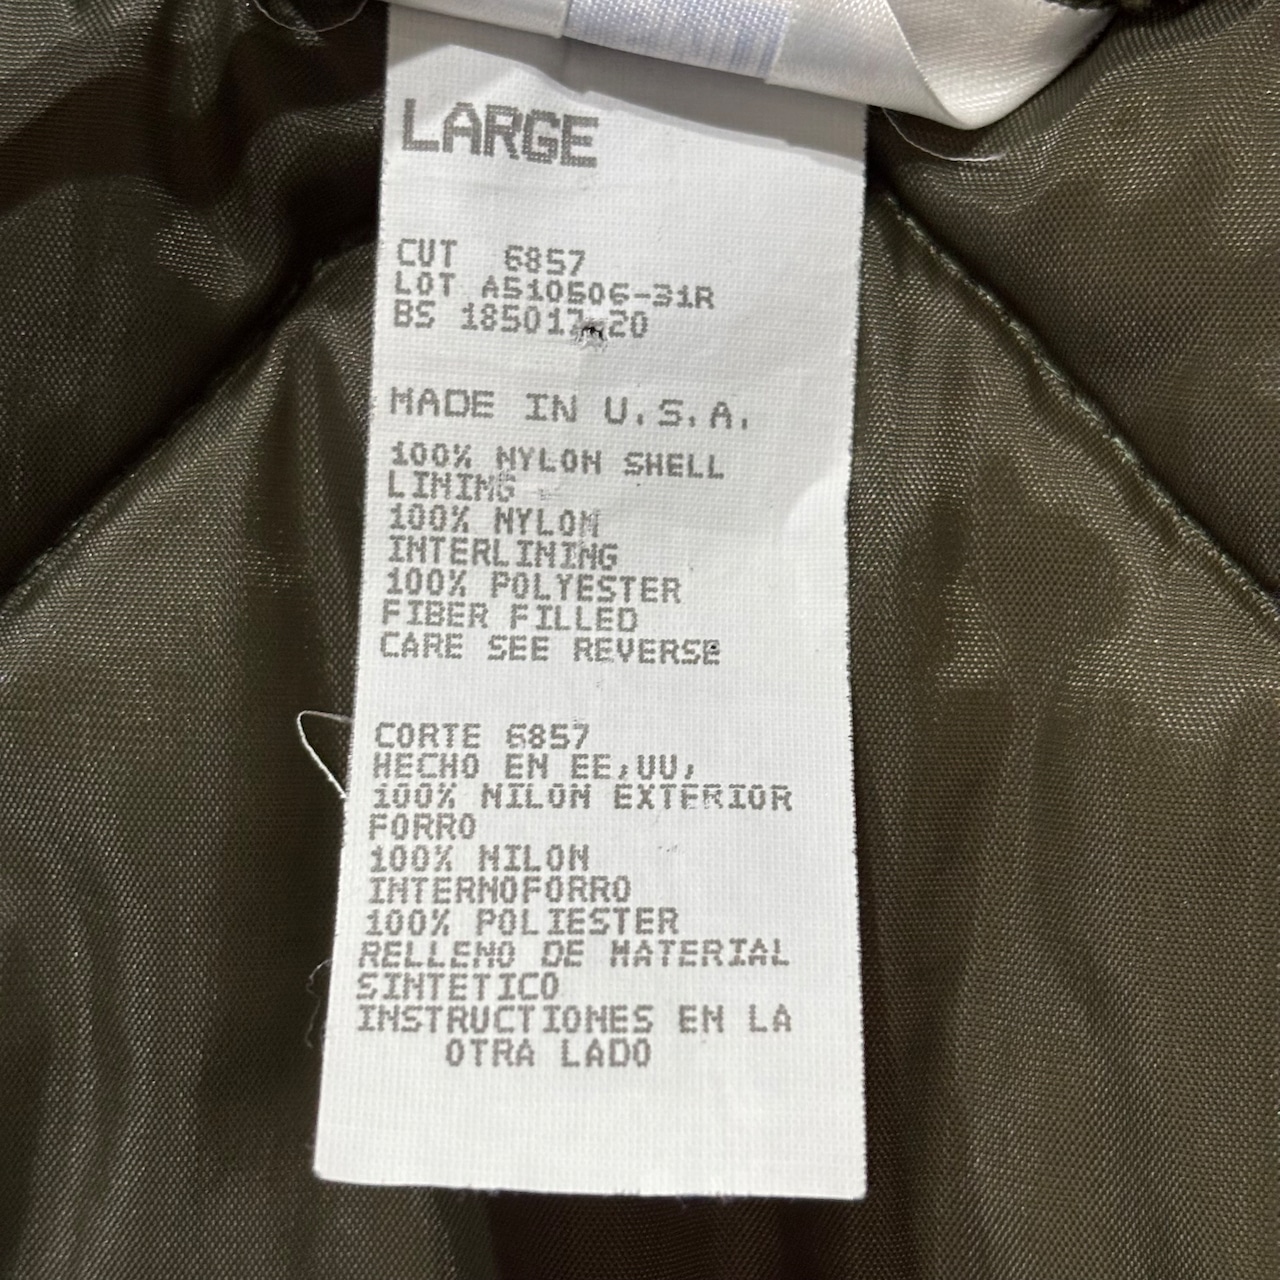 LARGE
CUT 6857
LOT A510506-31R
BS 185017-20
MADE IN U.S.A.
100% NYLON SHELL
LINING
100% NYLON
INTERLINING
100% POLYESTER
FIBER FILLED
CARE SEE REVERSE
CORTE 6857
HECHO EN EE,UU,
100% NILON EXTERIOR
FORRO
100% NILON
INTERNOFORRO
100% POLIESTER
RELLENO DE MATERIAL
SINTETICO
INSTRUCTIONES EN LA
OTRA LADO